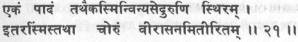 एकं पादं तथैकस्मिन्विन्यसेदुरुणि स्थिरम् ।
इतरस्मिंस्तथा चोरुं वीरासनमितीरितम् ॥ २१ ॥